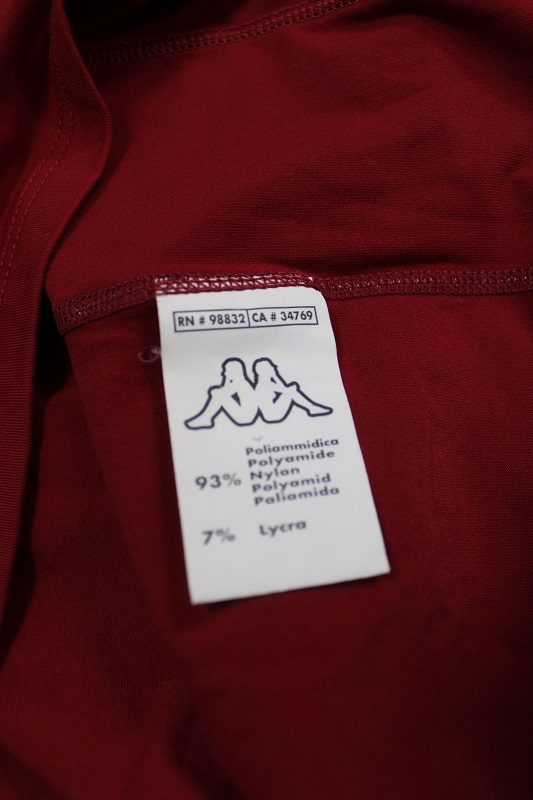 RN # 98832 CA # 34769
Poliammidica
Polyamide
93% Nylon
Polyamid
Paliamida
7% Lycra